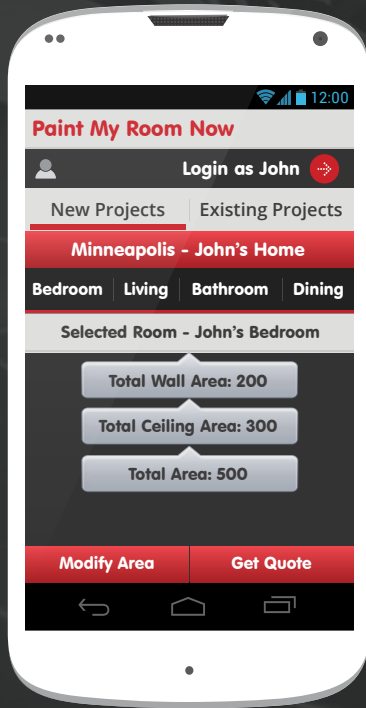 12:00
Paint My Room Now
Login as John
New Projects Existing Projects
Minneapolis - John's Home
Bedroom Living Bathroom Dining
Selected Room - John's Bedroom
Total Wall Area: 200
Total Ceiling Area: 300
Total Area: 500
Modify Area Get Quote